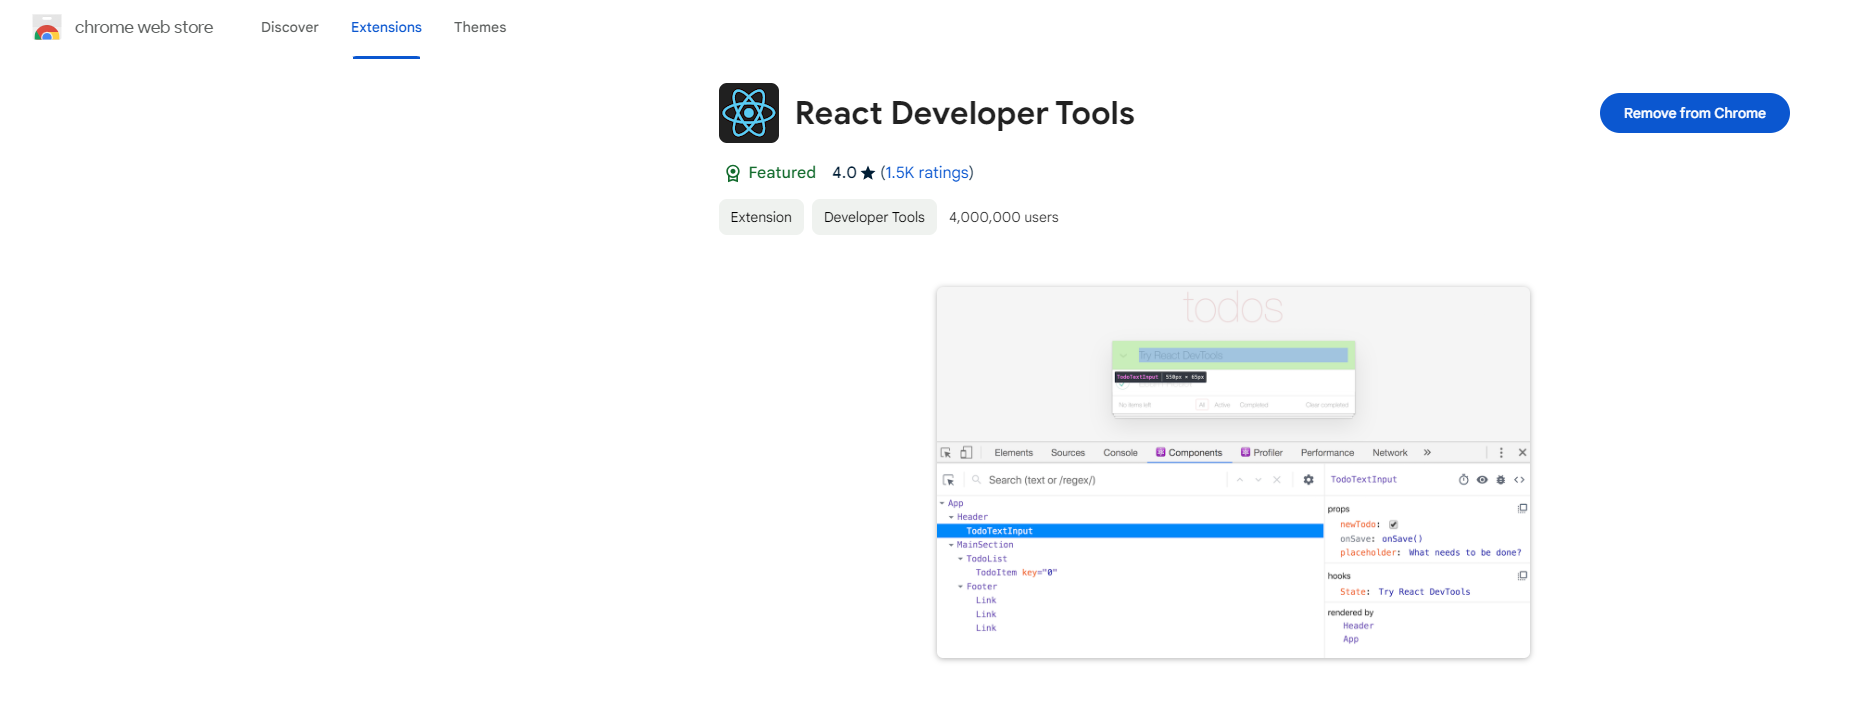 chrome web store Discover Extensions Themes
React Developer Tools
Remove from Chrome
Featured 4.0 ★ (1.5K ratings)
Extension Developer Tools 4,000,000 users
todos
Try React DevTools
TodoTextInput | 550px × 65px
No items left All Active Completed Clear completed
Elements Sources Console Components Profiler Performance Network »
Search (text or /regex/)
App
Header
TodoTextInput
MainSection
TodoList
TodoItem key="0"
Footer
Link
Link
Link
TodoTextInput
props
newTodo:
onSave: onSave()
placeholder: What needs to be done?
hooks
State: Try React DevTools
rendered by
Header
App